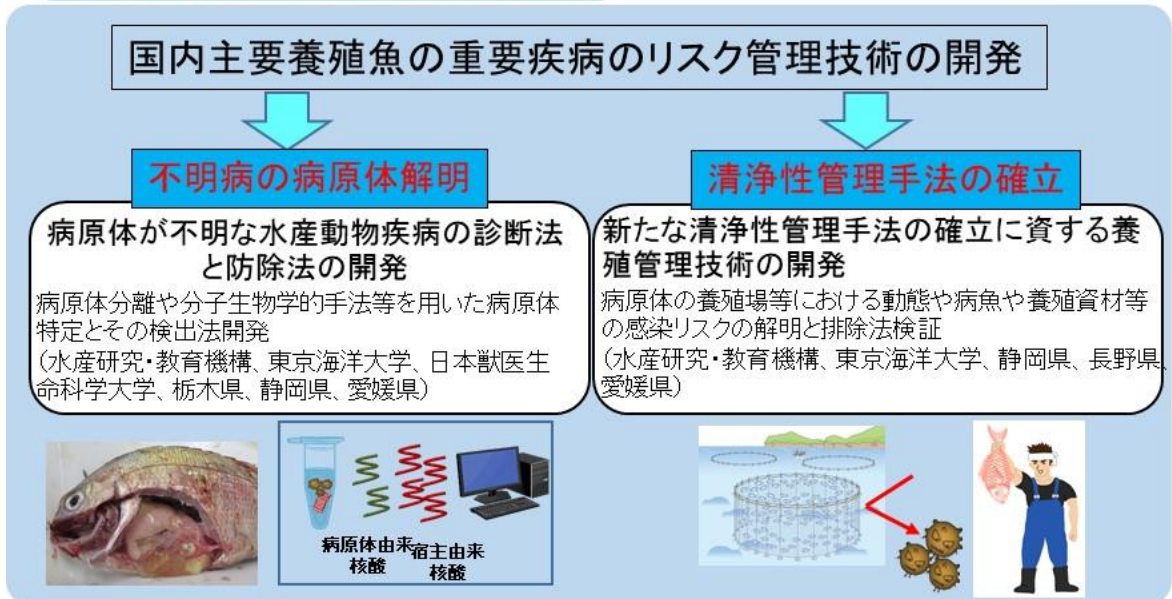 国内主要養殖魚の重要疾病のリスク管理技術の開発
不明病の病原体解明
病原体が不明な水産動物疾病の診断法
と防除法の開発
病原体分離や分子生物学的手法等を用いた病原体
特定とその検出法開発
（水産研究・教育機構、東京海洋大学、日本獣医生
命科学大学、栃木県、静岡県、愛媛県）
病原体由来
核酸
宿主由来
核酸
清浄性管理手法の確立
新たな清浄性管理手法の確立に資する養
殖管理技術の開発
病原体の養殖場等における動態や病魚や養殖資材等
の感染リスクの解明と排除法検証
（水産研究・教育機構、東京海洋大学、静岡県、長野県、
愛媛県）